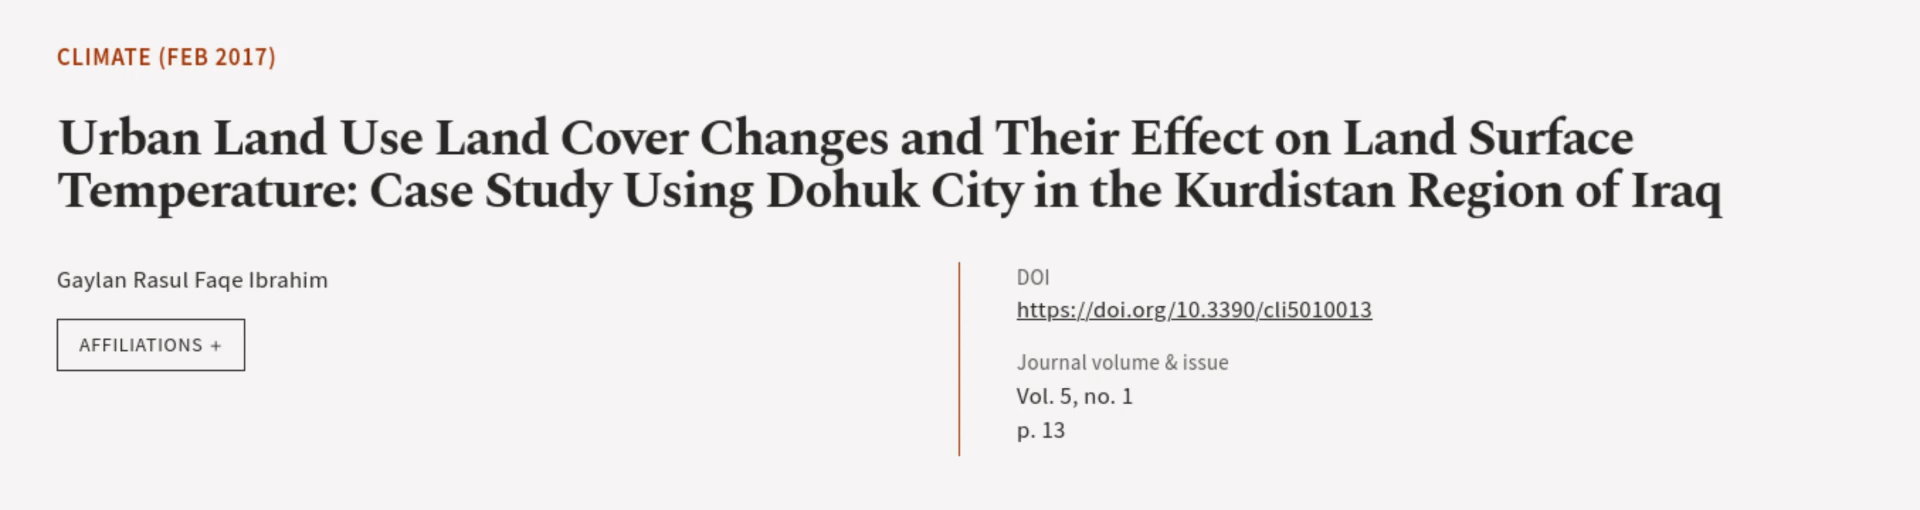 CLIMATE (FEB 2017)
Urban Land Use Land Cover Changes and Their Effect on Land Surface
Temperature: Case Study Using Dohuk City in the Kurdistan Region of Iraq
Gaylan Rasul Faqe Ibrahim
AFFILIATIONS +
DOI
https://doi.org/10.3390/cli5010013
Journal volume & issue
Vol. 5, no. 1
p. 13